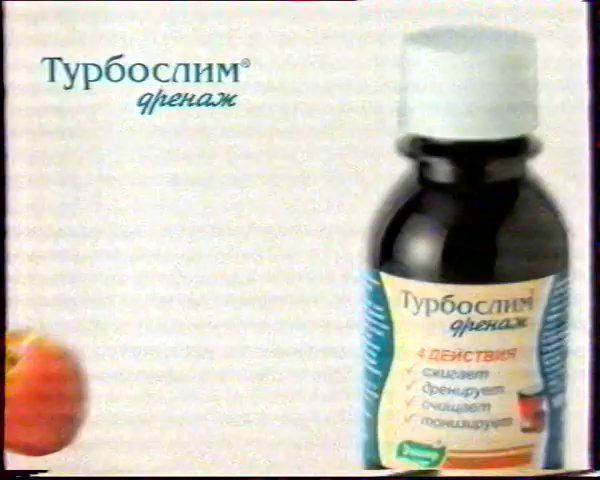 Турбослим®
дренаж
Турбослим
дренаж
4 ДЕЙСТВИЯ
✓ сжигает
✓ дренирует
✓ очищает
✓ тонизирует